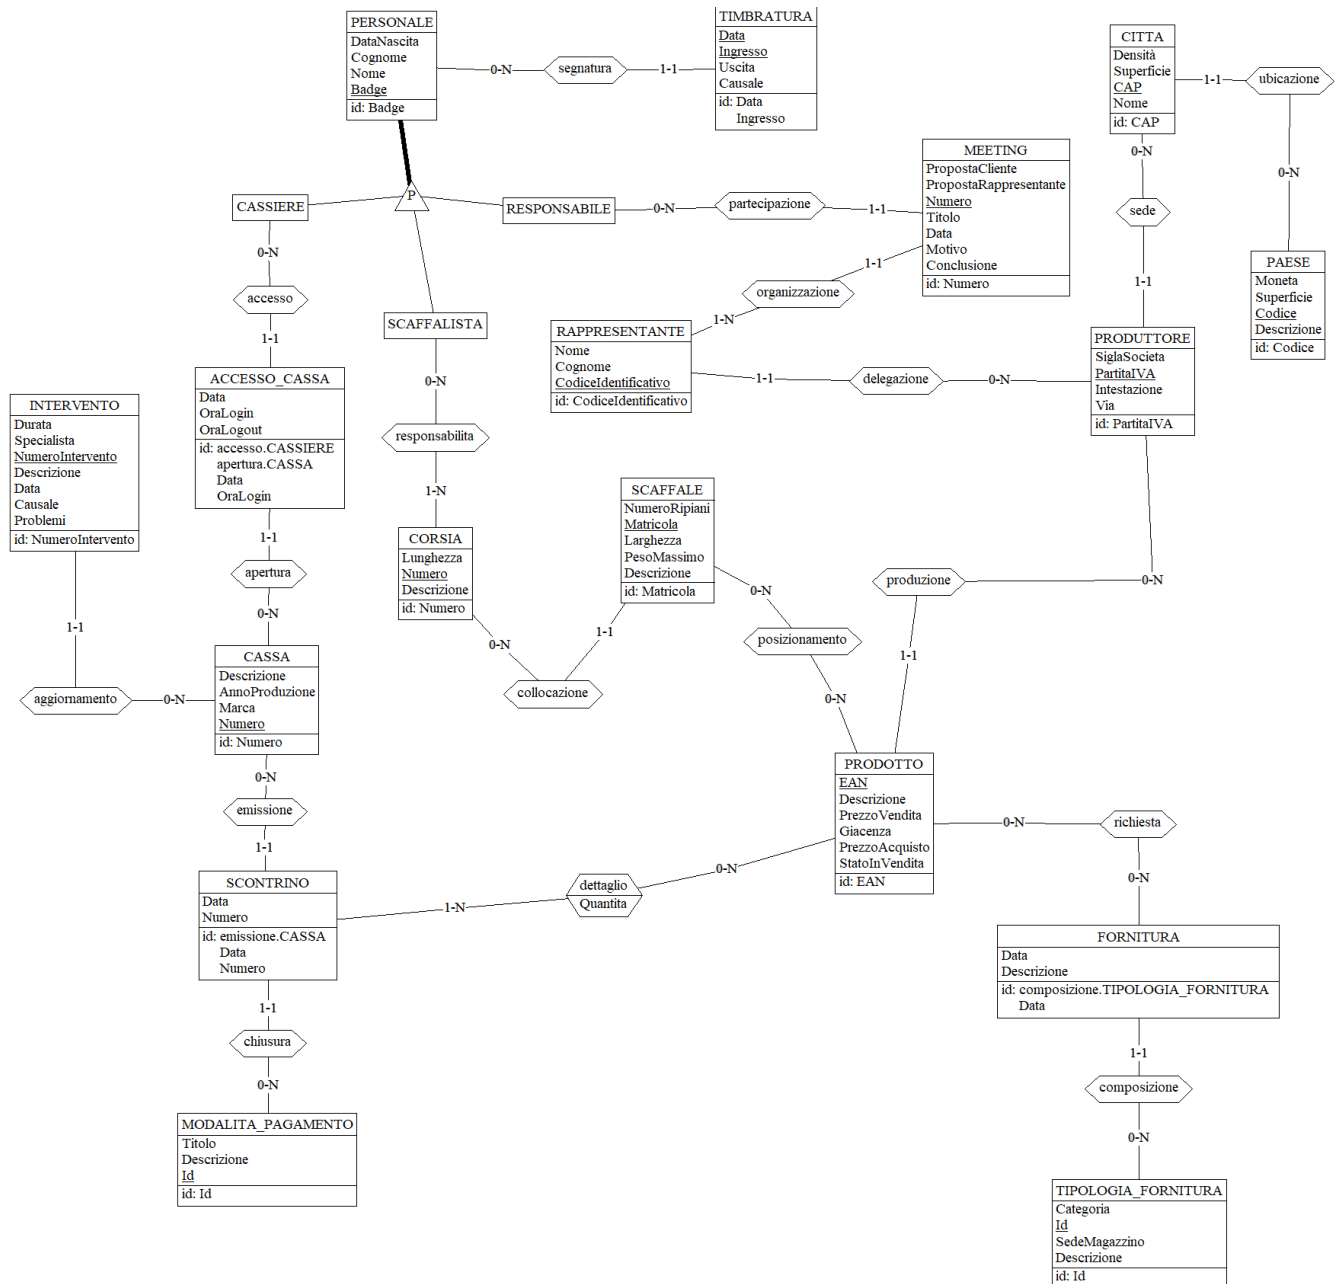 PERSONALE
DataNascita
Cognome
Nome
Badge
id: Badge
0-N
segnatura
1-1
TIMBRATURA
Data
Ingresso
Uscita
Causale
id: Data
Ingresso
CITTA
Densità
Superficie
CAP
Nome
id: CAP
1-1
ubicazione
0-N
PAESE
Moneta
Superficie
Codice
Descrizione
id: Codice
0-N
sede
1-1
P
CASSIERE
RESPONSABILE
0-N
partecipazione
1-1
MEETING
PropostaCliente
PropostaRappresentante
Numero
Titolo
Data
Motivo
Conclusione
id: Numero
1-1
organizzazione
1-N
RAPPRESENTANTE
Nome
Cognome
CodiceIdentificativo
id: CodiceIdentificativo
1-1
delegazione
0-N
PRODUTTORE
SiglaSocieta
PartitaIVA
Intestazione
Via
id: PartitaIVA
0-N
accesso
1-1
SCAFFALISTA
0-N
responsabilita
1-N
ACCESSO_CASSA
Data
OraLogin
OraLogout
id: accesso.CASSIERE
apertura.CASSA
Data
OraLogin
INTERVENTO
Durata
Specialista
NumeroIntervento
Descrizione
Data
Causale
Problemi
id: NumeroIntervento
1-1
apertura
0-N
CORSIA
Lunghezza
Numero
Descrizione
id: Numero
0-N
collocazione
1-1
SCAFFALE
NumeroRipiani
Matricola
Larghezza
PesoMassimo
Descrizione
id: Matricola
0-N
posizionamento
0-N
produzione
0-N
1-1
1-1
aggiornamento
0-N
CASSA
Descrizione
AnnoProduzione
Marca
Numero
id: Numero
0-N
emissione
1-1
PRODOTTO
EAN
Descrizione
PrezzoVendita
Giacenza
PrezzoAcquisto
StatoInVendita
id: EAN
0-N
richiesta
0-N
SCONTRINO
Data
Numero
id: emissione.CASSA
Data
Numero
1-N
dettaglio
Quantita
0-N
FORNITURA
Data
Descrizione
id: composizione.TIPOLOGIA_FORNITURA
Data
1-1
chiusura
0-N
1-1
composizione
0-N
MODALITA_PAGAMENTO
Titolo
Descrizione
Id
id: Id
TIPOLOGIA_FORNITURA
Categoria
Id
SedeMagazzino
Descrizione
id: Id